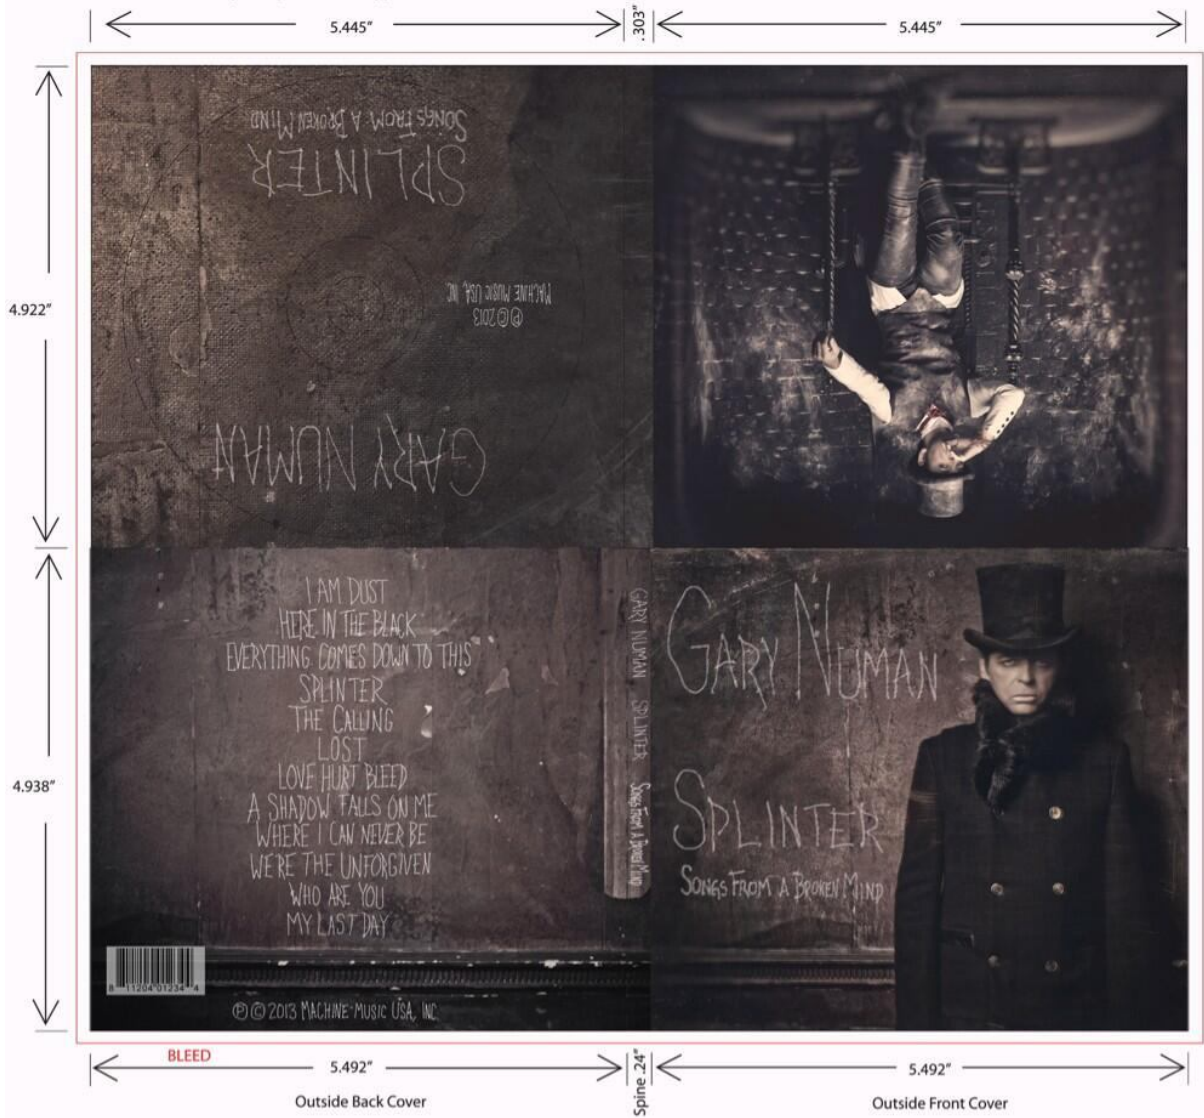 5.445"
.303"
5.445"
4.922"
SPLINTER
SONGS FROM A BROKEN MIND
MACHINE MUSIC USA, INC
℗©2013
GARY NUMAN
4.938"
I AM DUST
HERE IN THE BLACK
EVERYTHING COMES DOWN TO THIS
SPLINTER
THE CALLING
LOST
LOVE HURT BLEED
A SHADOW FALLS ON ME
WHERE I CAN NEVER BE
WE'RE THE UNFORGIVEN
WHO ARE YOU
MY LAST DAY
8 11204 01234 4
℗©2013 MACHINE MUSIC USA, INC
GARY NUMAN SPLINTER SONGS FROM A BROKEN MIND
GARY NUMAN
SPLINTER
SONGS FROM A BROKEN MIND
BLEED
5.492"
Spine .24"
5.492"
Outside Back Cover
Outside Front Cover